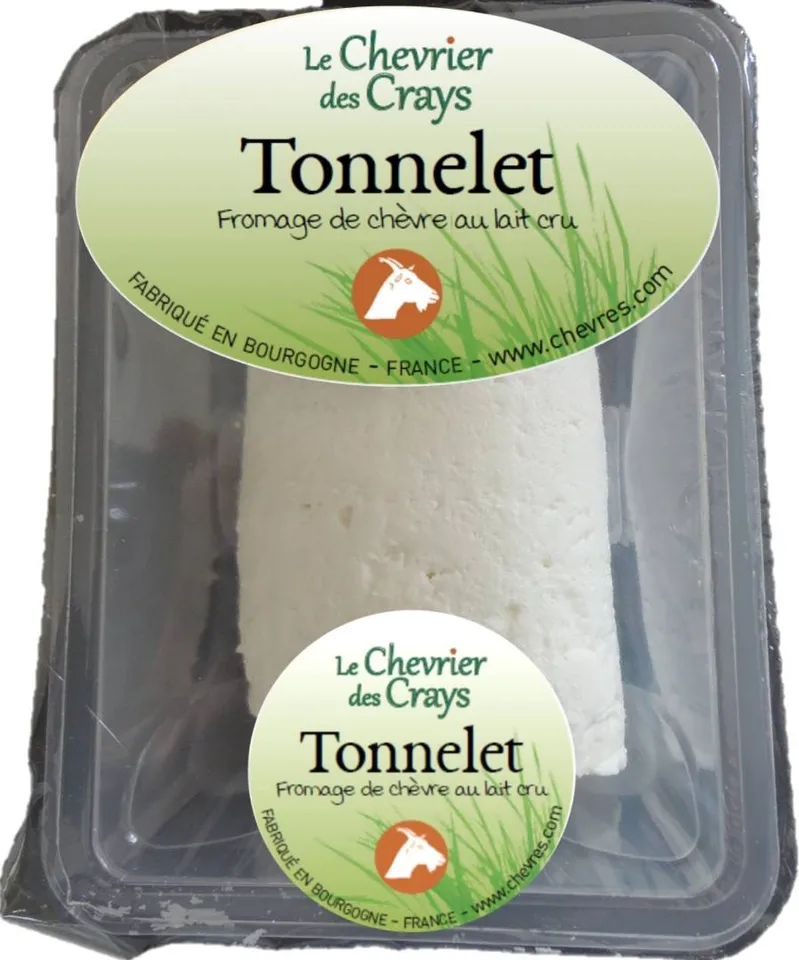 Le Chevrier
des Crays
Tonnelet
Fromage de chèvre au lait cru
FABRIQUÉ EN BOURGOGNE - FRANCE - www.chevres.com
Le Chevrier
des Crays
Tonnelet
Fromage de chèvre au lait cru
FABRIQUÉ EN BOURGOGNE - FRANCE - www.chevres.com